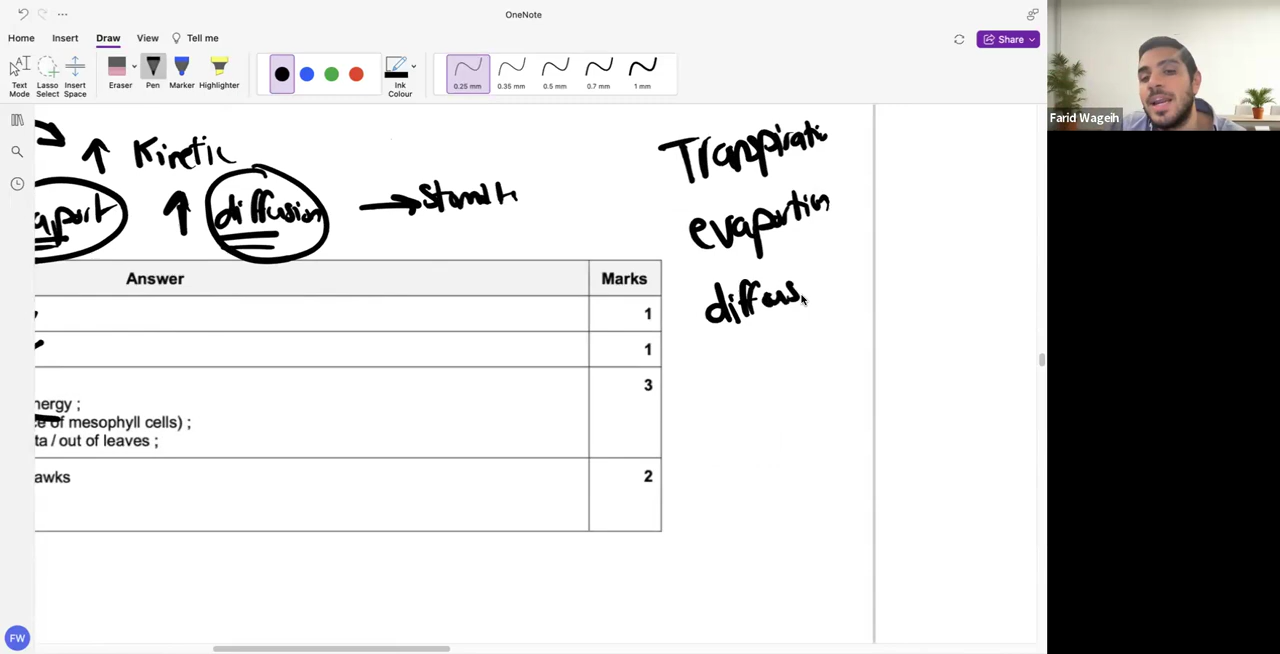 OneNote
Home Insert Draw View Tell me
Share
Text Mode
Lasso Select
Insert Space
Eraser
Pen
Marker
Highlighter
Ink Colour
0.25 mm
0.35 mm
0.5 mm
0.7 mm
1 mm
Farid Wageih
Kinetic
diffusion
Answer Marks
1
1
3
nergy ;
ce of mesophyll cells) ;
ta / out of leaves ;
awks 2
Tranpiratin
evaportion
diffus
FW